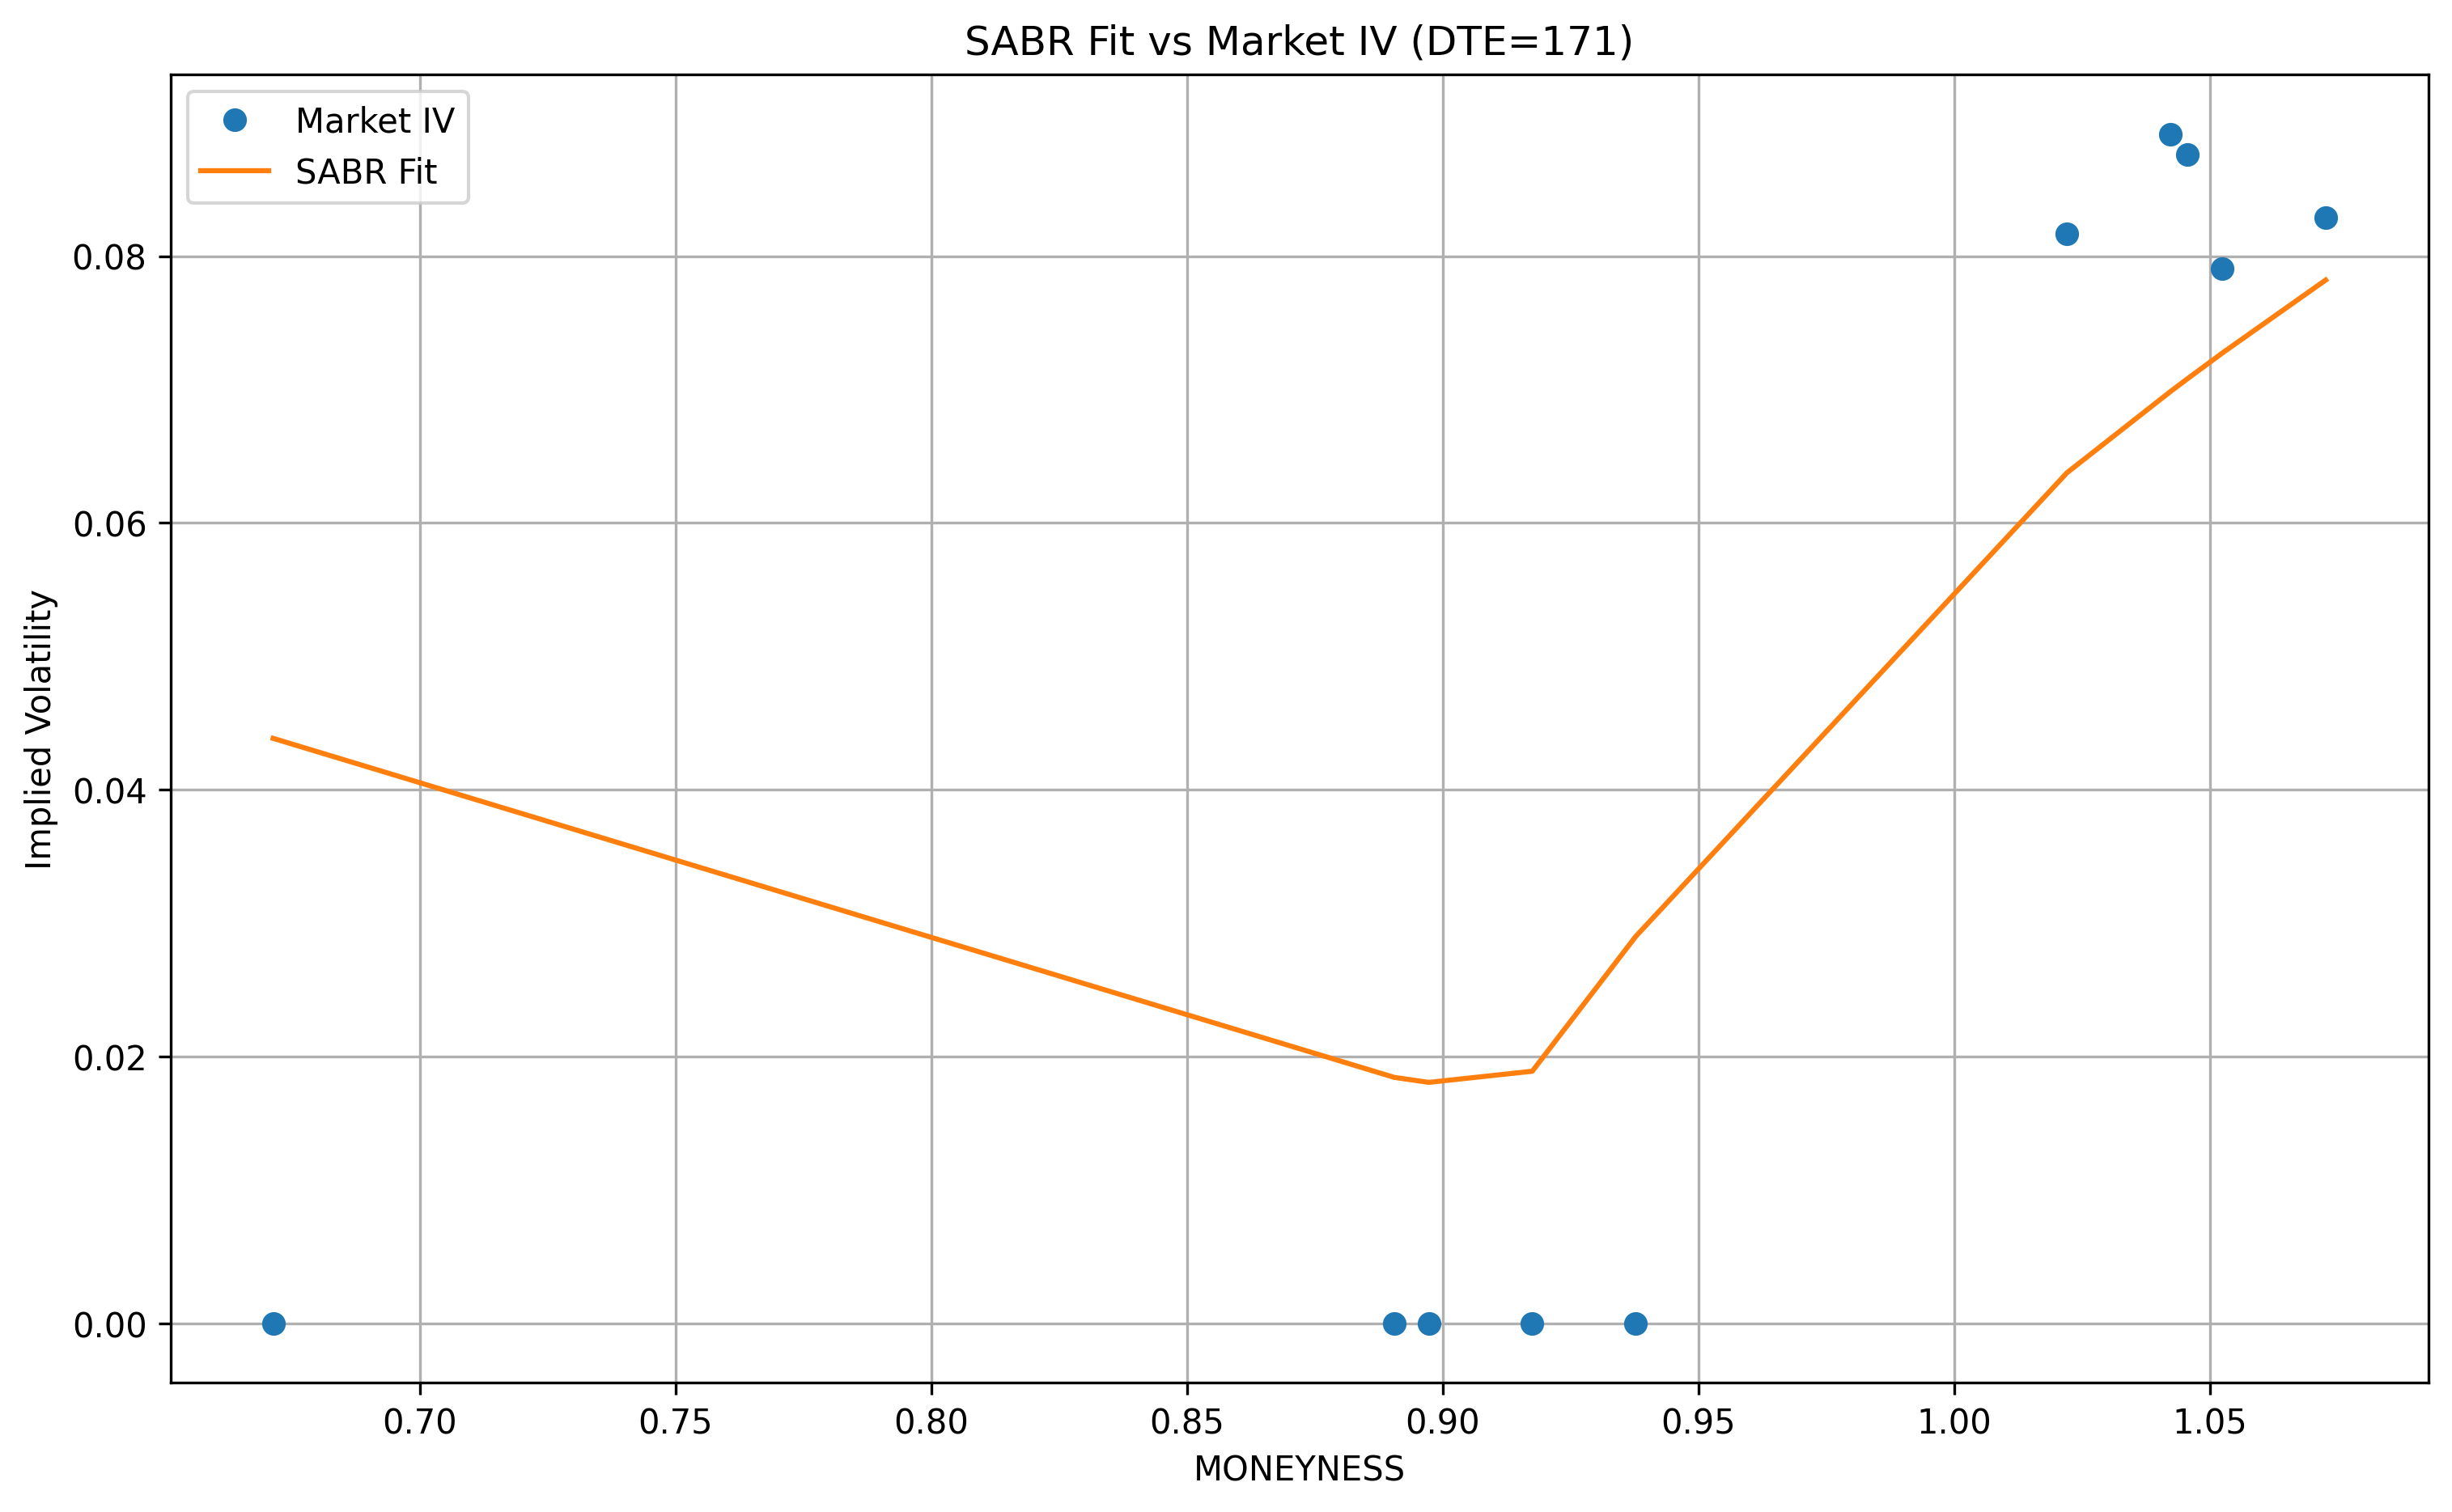 SABR Fit vs Market IV (DTE=171)
Market IV
SABR Fit
Implied Volatility
0.08
0.06
0.04
0.02
0.00
0.70 0.75 0.80 0.85 0.90 0.95 1.00 1.05
MONEYNESS